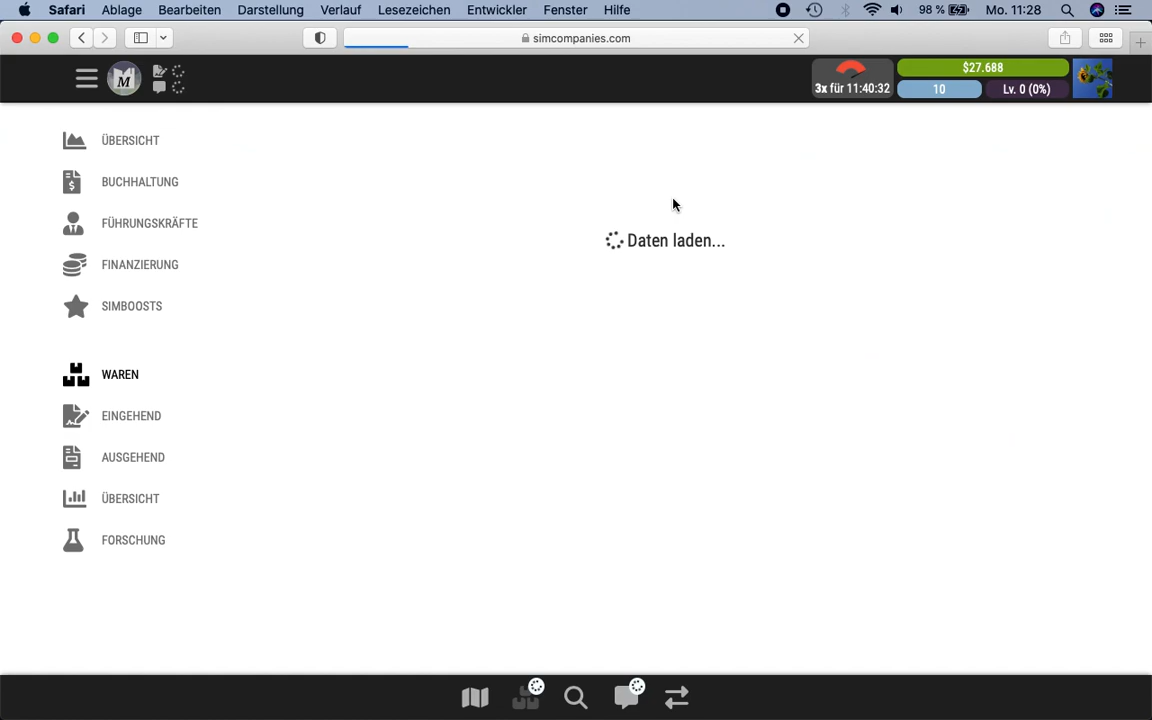 Safari Ablage Bearbeiten Darstellung Verlauf Lesezeichen Entwickler Fenster Hilfe 98 % Mo. 11:28
simcompanies.com
M
3x für 11:40:32
$27.688
10
Lv. 0 (0%)
ÜBERSICHT
BUCHHALTUNG
FÜHRUNGSKRÄFTE
FINANZIERUNG
SIMBOOSTS
WAREN
EINGEHEND
AUSGEHEND
ÜBERSICHT
FORSCHUNG
Daten laden...